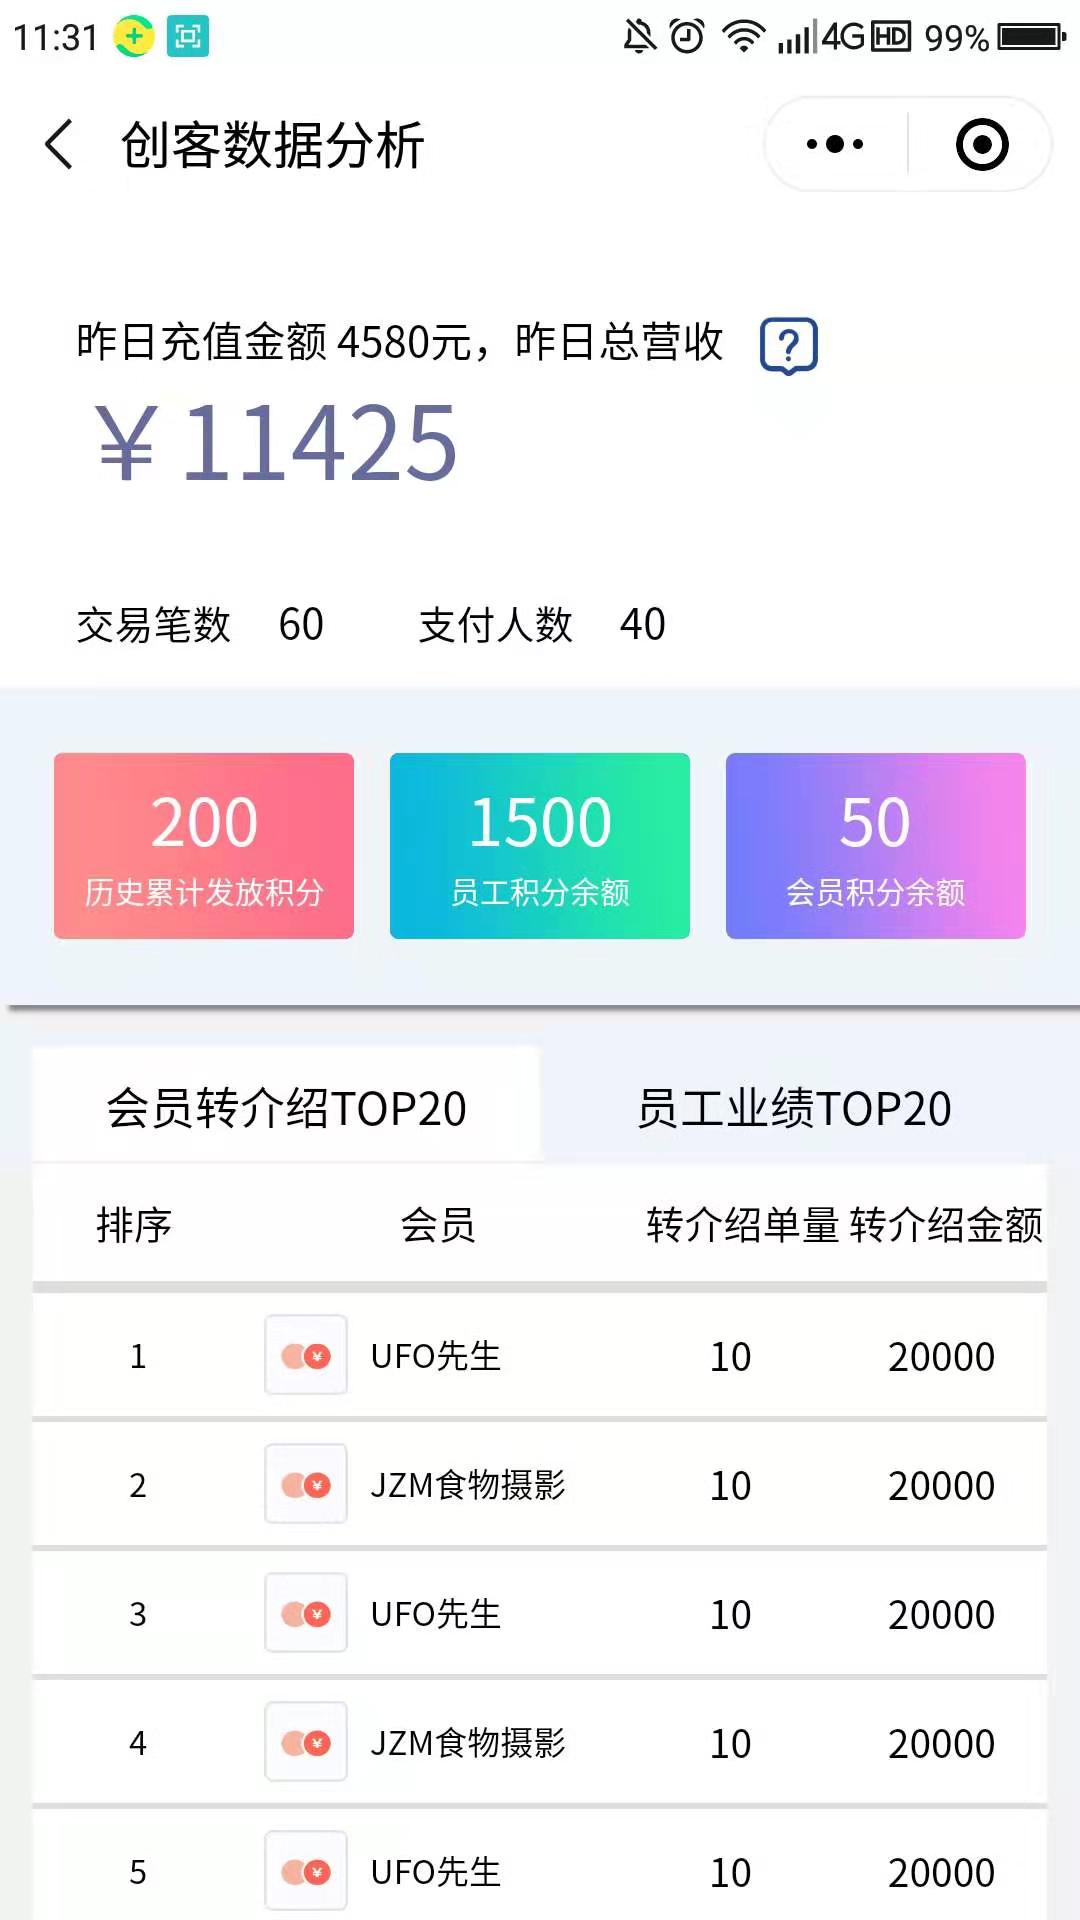 11:31 4G HD 99%
创客数据分析
昨日充值金额 4580元，昨日总营收 ?
￥11425
交易笔数 60 支付人数 40
200 1500 50
历史累计发放积分 员工积分余额 会员积分余额
会员转介绍TOP20 员工业绩TOP20
排序 会员 转介绍单量 转介绍金额
1 ¥ UFO先生 10 20000
2 ¥ JZM食物摄影 10 20000
3 ¥ UFO先生 10 20000
4 ¥ JZM食物摄影 10 20000
5 ¥ UFO先生 10 20000